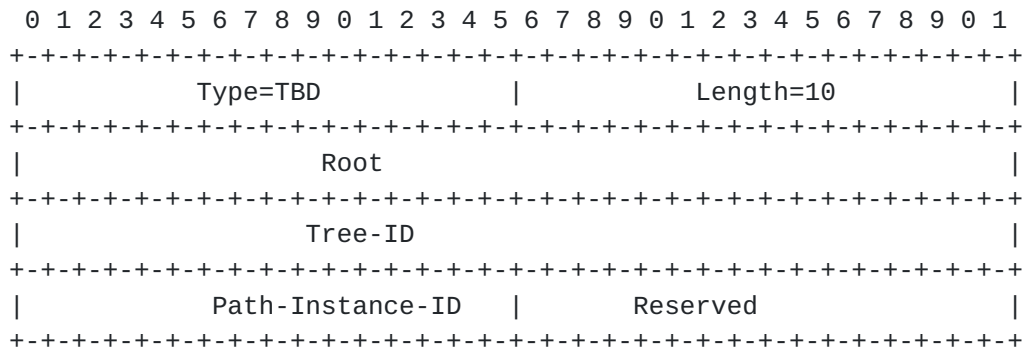 0 1 2 3 4 5 6 7 8 9 0 1 2 3 4 5 6 7 8 9 0 1 2 3 4 5 6 7 8 9 0 1
+-+-+-+-+-+-+-+-+-+-+-+-+-+-+-+-+-+-+-+-+-+-+-+-+-+-+-+-+-+-+-+-+
|            Type=TBD            |           Length=10           |
+-+-+-+-+-+-+-+-+-+-+-+-+-+-+-+-+-+-+-+-+-+-+-+-+-+-+-+-+-+-+-+-+
|                    Root                                        |
+-+-+-+-+-+-+-+-+-+-+-+-+-+-+-+-+-+-+-+-+-+-+-+-+-+-+-+-+-+-+-+-+
|                   Tree-ID                                      |
+-+-+-+-+-+-+-+-+-+-+-+-+-+-+-+-+-+-+-+-+-+-+-+-+-+-+-+-+-+-+-+-+
|             Path-Instance-ID  |       Reserved                |
+-+-+-+-+-+-+-+-+-+-+-+-+-+-+-+-+-+-+-+-+-+-+-+-+-+-+-+-+-+-+-+-+